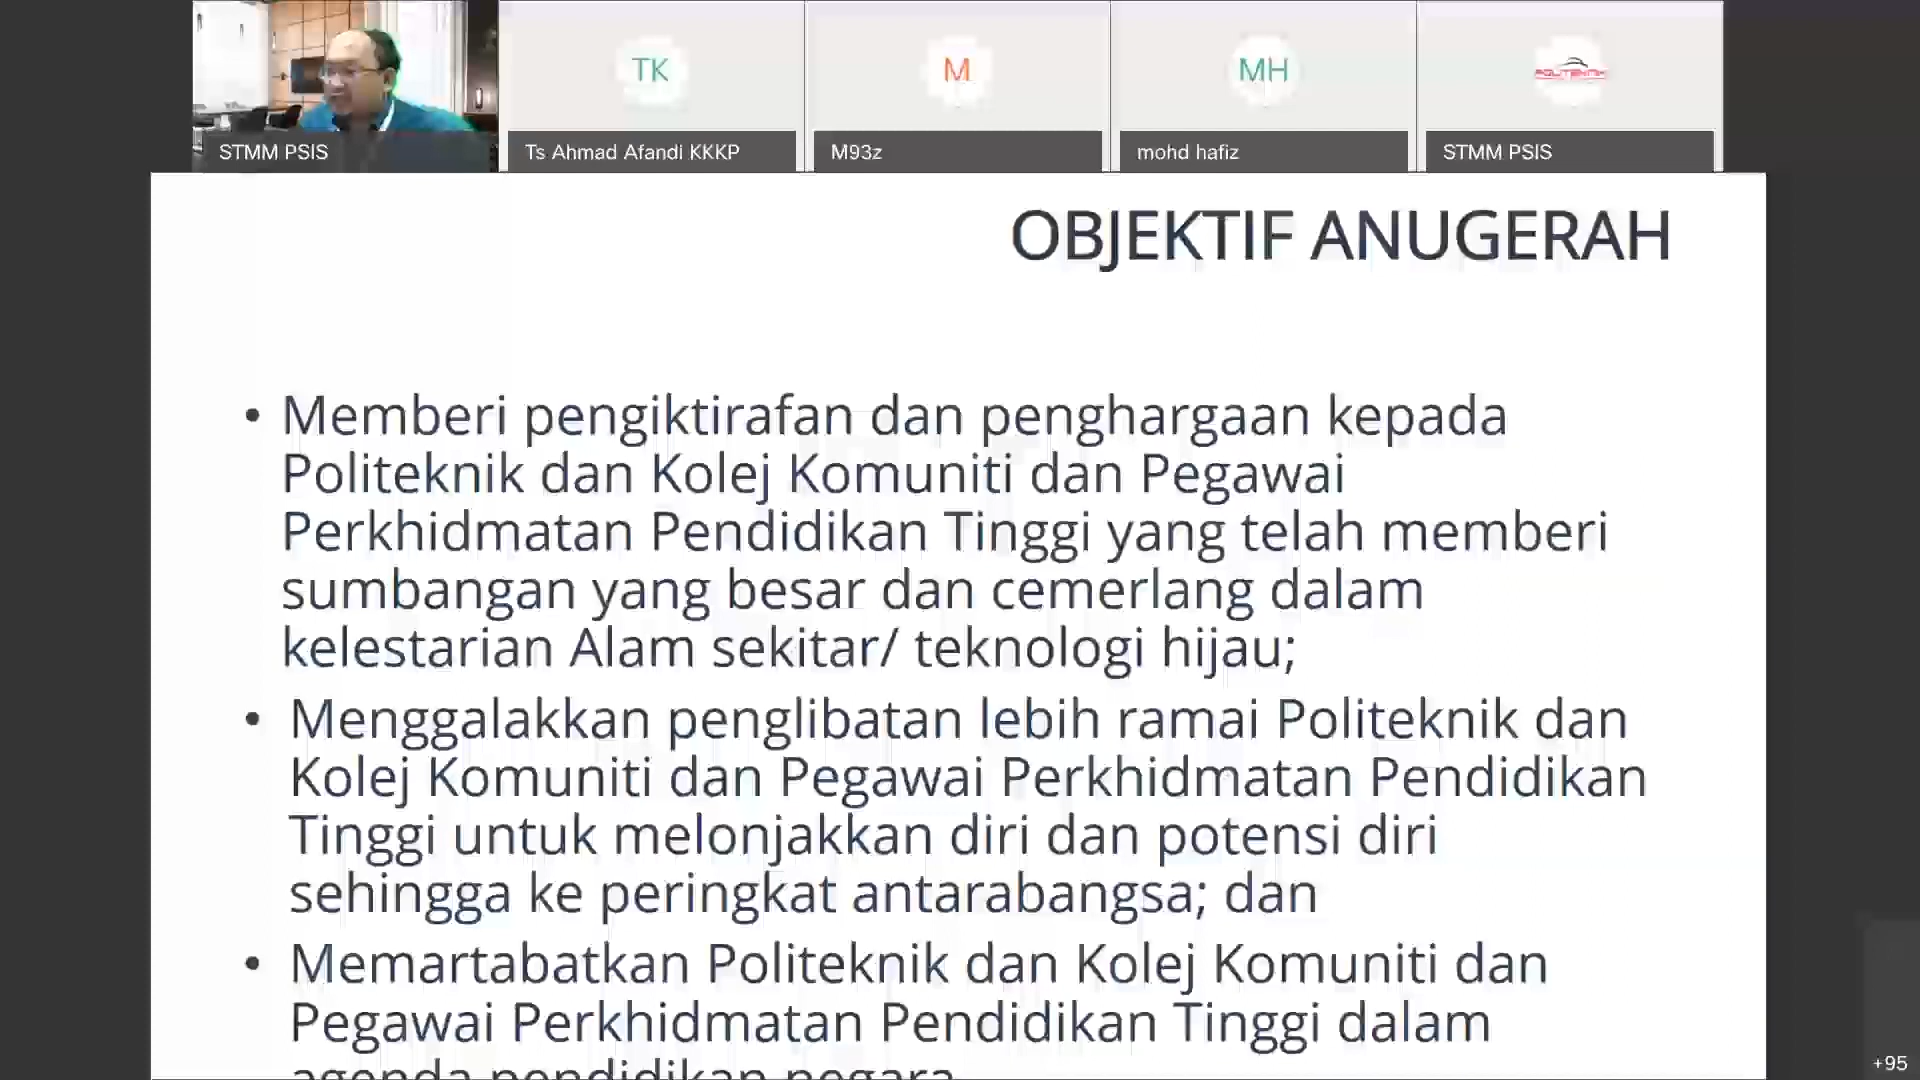 TK
M
MH
POLITEKNIK
STMM PSIS
Ts Ahmad Afandi KKKP
M93z
mohd hafiz
STMM PSIS
OBJEKTIF ANUGERAH
• Memberi pengiktirafan dan penghargaan kepada
Politeknik dan Kolej Komuniti dan Pegawai
Perkhidmatan Pendidikan Tinggi yang telah memberi
sumbangan yang besar dan cemerlang dalam
kelestarian Alam sekitar/ teknologi hijau;
• Menggalakkan penglibatan lebih ramai Politeknik dan
Kolej Komuniti dan Pegawai Perkhidmatan Pendidikan
Tinggi untuk melonjakkan diri dan potensi diri
sehingga ke peringkat antarabangsa; dan
• Memartabatkan Politeknik dan Kolej Komuniti dan
Pegawai Perkhidmatan Pendidikan Tinggi dalam
agenda pendidikan negara
+95